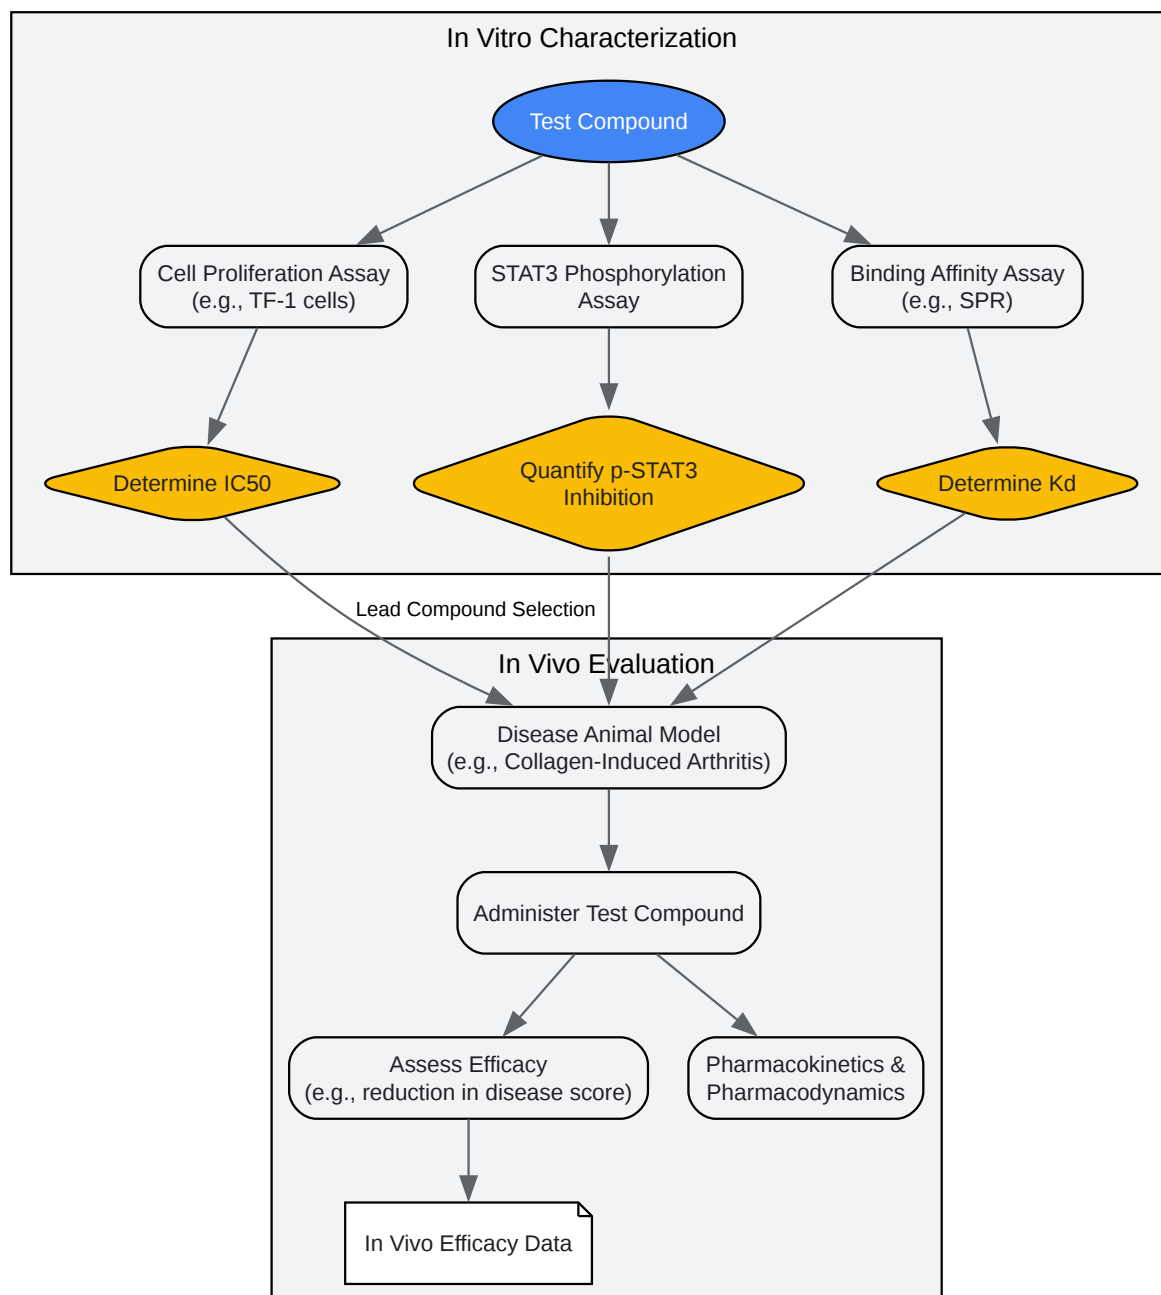 In Vitro Characterization
Test Compound
Cell Proliferation Assay
(e.g., TF-1 cells)
STAT3 Phosphorylation
Assay
Binding Affinity Assay
(e.g., SPR)
Determine IC50
Quantify p-STAT3
Inhibition
Determine Kd
Lead Compound Selection
In Vivo Evaluation
Disease Animal Model
(e.g., Collagen-Induced Arthritis)
Administer Test Compound
Assess Efficacy
(e.g., reduction in disease score)
Pharmacokinetics &
Pharmacodynamics
In Vivo Efficacy Data